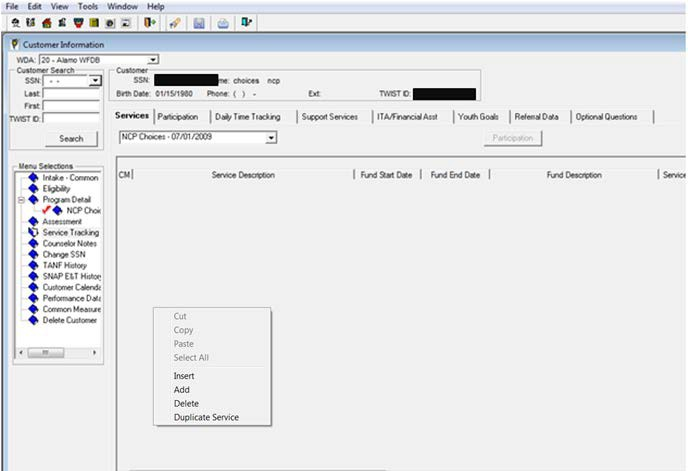 File Edit View Tools Window Help
Customer Information
WDA: 20 - Alamo WFDB
Customer Search
SSN: - -
Last:
First:
TWIST ID:
Search
Customer
SSN: me: choices ncp
Birth Date: 01/15/1980 Phone: ( ) - Ext: TWIST ID:
Services Participation Daily Time Tracking Support Services ITA/Financial Asst Youth Goals Referral Data Optional Questions
NCP Choices - 07/01/2009
Participation
Menu Selections
Intake - Common
Eligibility
Program Detail
NCP Choi
Assessment
Service Tracking
Counselor Notes
Change SSN
TANF History
SNAP E&T History
Customer Calenda
Performance Data
Common Measure
Delete Customer
CM Service Description Fund Start Date Fund End Date Fund Description Service
Cut
Copy
Paste
Select All
Insert
Add
Delete
Duplicate Service